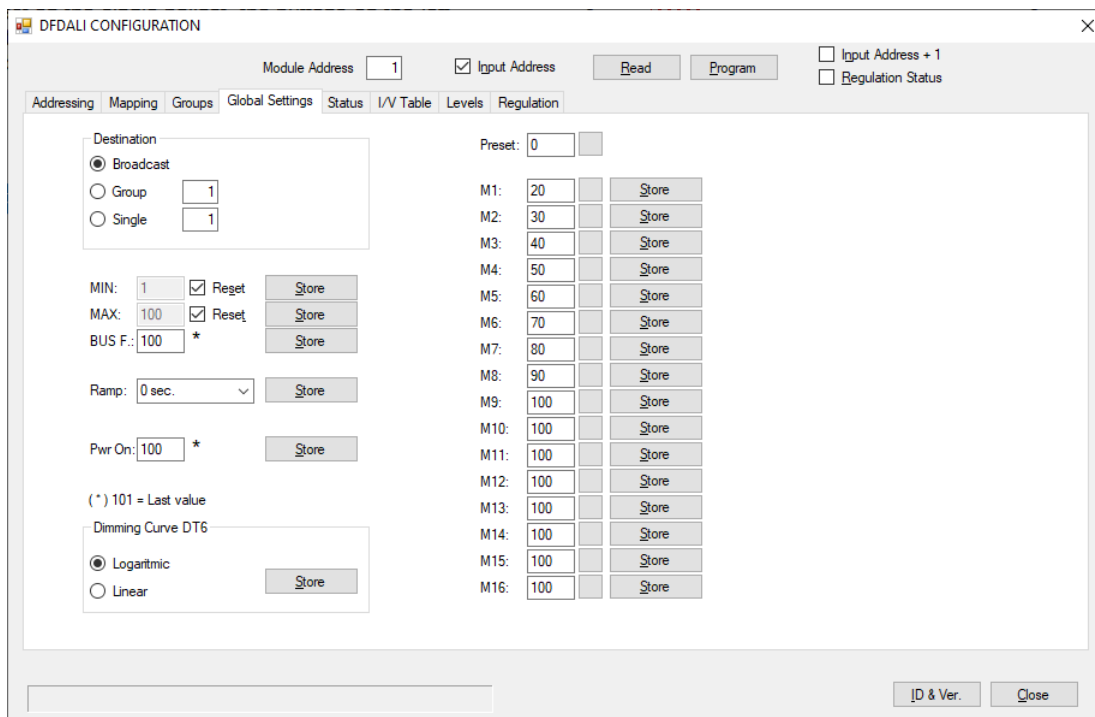 DFDALI CONFIGURATION
Module Address 1 Input Address Read Program Input Address + 1
Regulation Status
Addressing Mapping Groups Global Settings Status I/V Table Levels Regulation
Destination
Broadcast
Group 1
Single 1
MIN: 1 Reset Store
MAX: 100 Reset Store
BUS F.: 100 * Store
Ramp: 0 sec. Store
Pwr On: 100 * Store
( * ) 101 = Last value
Dimming Curve DT6
Logaritmic
Linear
Store
Preset: 0
M1: 20 Store
M2: 30 Store
M3: 40 Store
M4: 50 Store
M5: 60 Store
M6: 70 Store
M7: 80 Store
M8: 90 Store
M9: 100 Store
M10: 100 Store
M11: 100 Store
M12: 100 Store
M13: 100 Store
M14: 100 Store
M15: 100 Store
M16: 100 Store
ID & Ver. Close